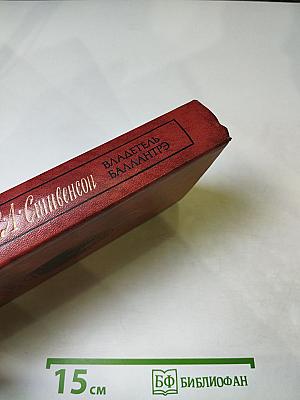 А·Стивенсон
ВЛАДЕТЕЛЬ
БАЛЛАНТРЭ
15 см
БФ БИБЛИОФАН